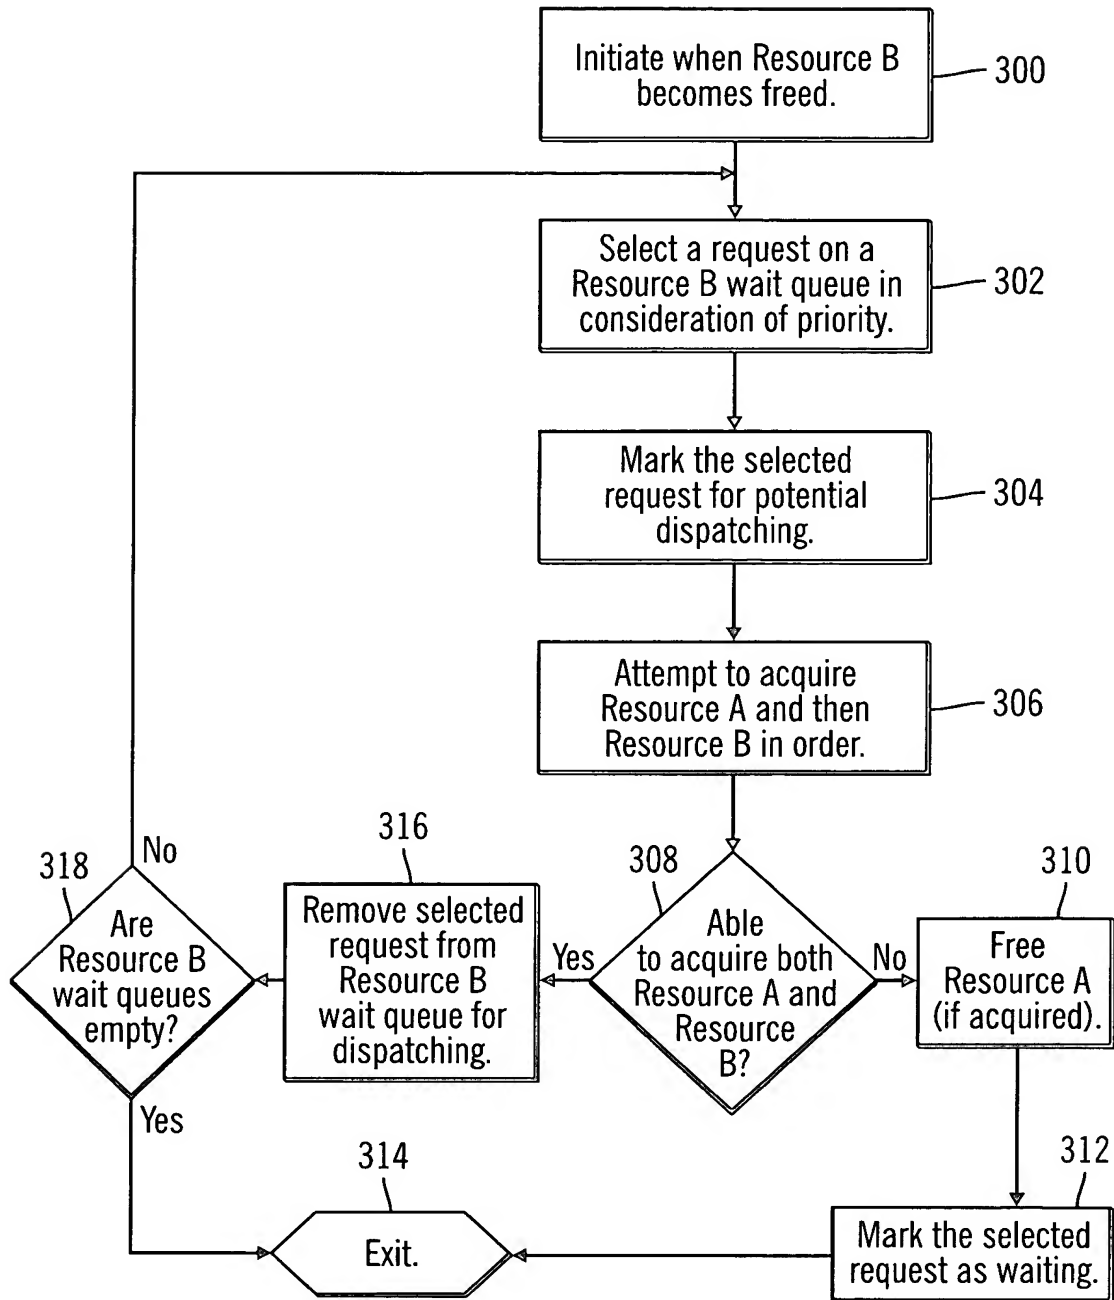 Initiate when Resource B
becomes freed.
300
Select a request on a
Resource B wait queue in
consideration of priority.
302
Mark the selected
request for potential
dispatching.
304
Attempt to acquire
Resource A and then
Resource B in order.
306
308
Able
to acquire both
Resource A and
Resource
B?
Yes
No
310
Free
Resource A
(if acquired).
312
Mark the selected
request as waiting.
316
Remove selected
request from
Resource B
wait queue for
dispatching.
318
Are
Resource B
wait queues
empty?
No
Yes
314
Exit.